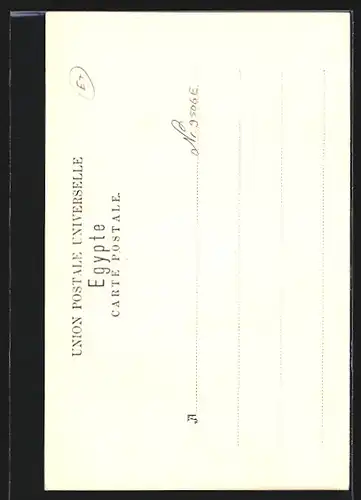 UNION POSTALE UNIVERSELLE
Egypte
CARTE POSTALE.
A